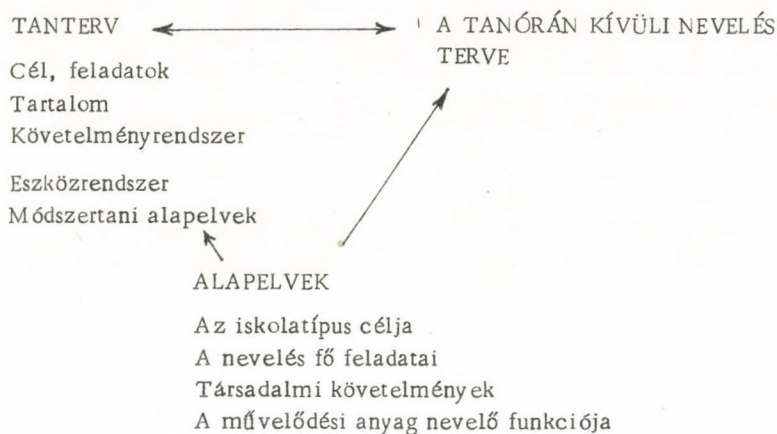 TANTERV
A TANÓRÁN KÍVÜLI NEVELÉS
TERVE
Cél, feladatok
Tartalom
Követelményrendszer
Eszközrendszer
Módszertani alapelvek
ALAPELVEK
Az iskolatípus célja
A nevelés fő feladatai
Társadalmi követelmények
A művelődési anyag nevelő funkciója